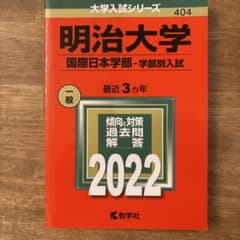 大学入試シリーズ
404
明治大学
国際日本学部-学部別入試
一般
最近3カ年
傾向と対策
過去問
解答
2022
教学社